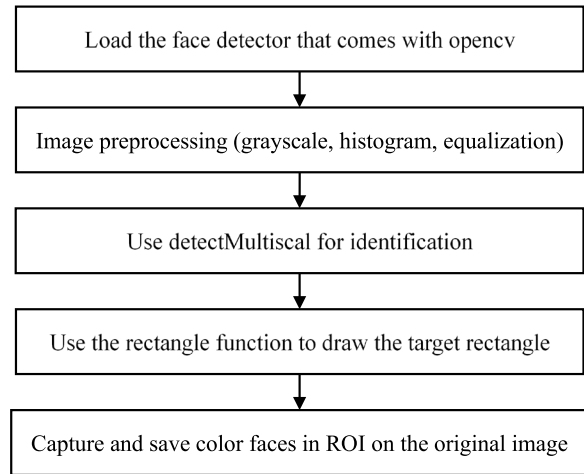 Load the face detector that comes with opencv
Image preprocessing (grayscale, histogram, equalization)
Use detectMultiscal for identification
Use the rectangle function to draw the target rectangle
Capture and save color faces in ROI on the original image